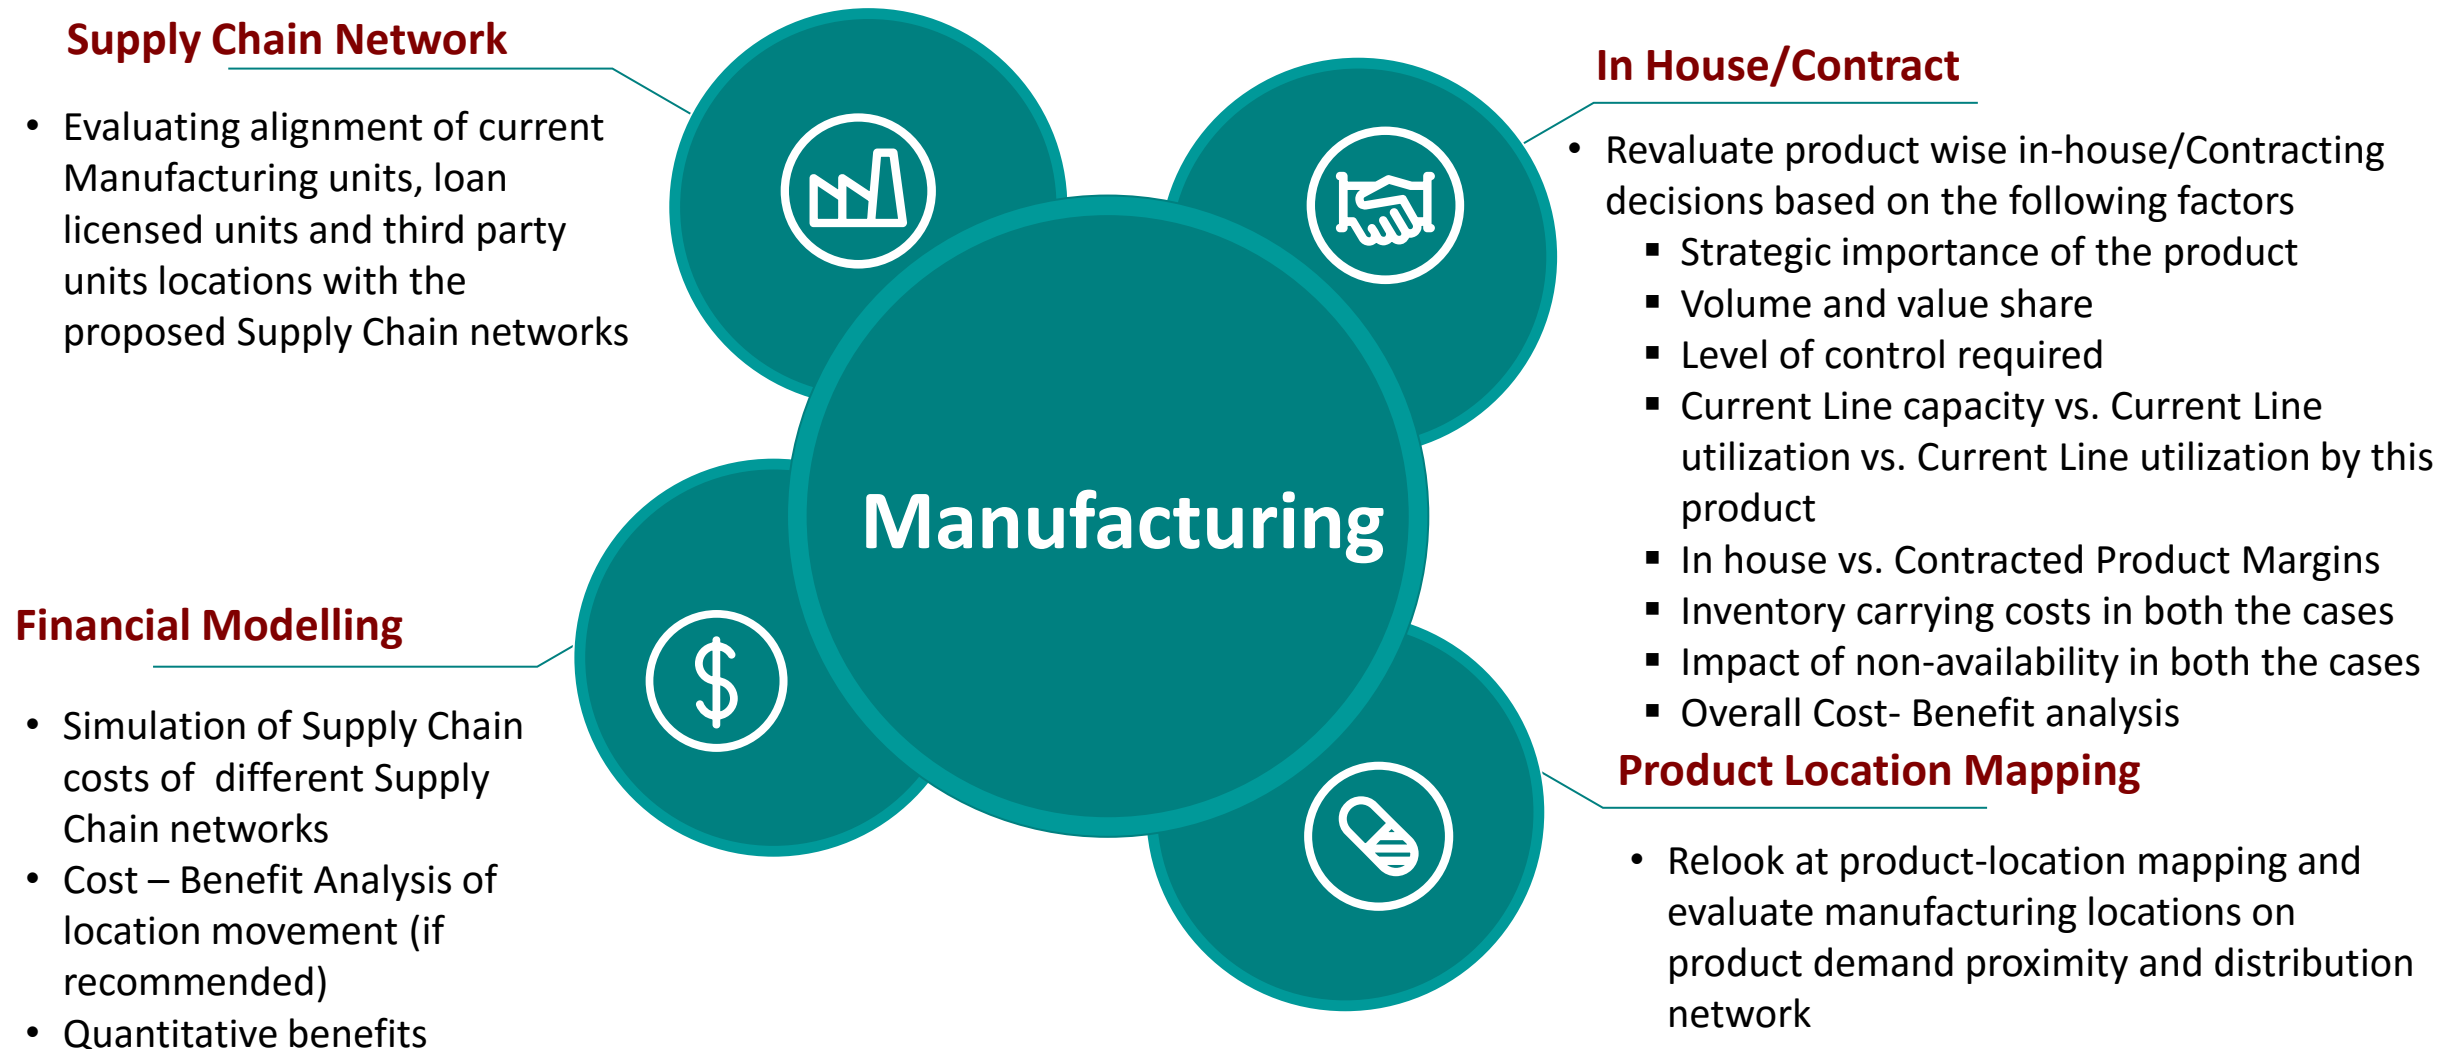 Supply Chain Network
• Evaluating alignment of current
Manufacturing units, loan
licensed units and third party
units locations with the
proposed Supply Chain networks
In House/Contract
• Revaluate product wise in-house/Contracting
decisions based on the following factors
▪ Strategic importance of the product
▪ Volume and value share
▪ Level of control required
▪ Current Line capacity vs. Current Line
utilization vs. Current Line utilization by this
product
▪ In house vs. Contracted Product Margins
▪ Inventory carrying costs in both the cases
▪ Impact of non-availability in both the cases
▪ Overall Cost- Benefit analysis
Manufacturing
Financial Modelling
• Simulation of Supply Chain
costs of  different Supply
Chain networks
• Cost – Benefit Analysis of
location movement (if
recommended)
• Quantitative benefits
Product Location Mapping
• Relook at product-location mapping and
evaluate manufacturing locations on
product demand proximity and distribution
network